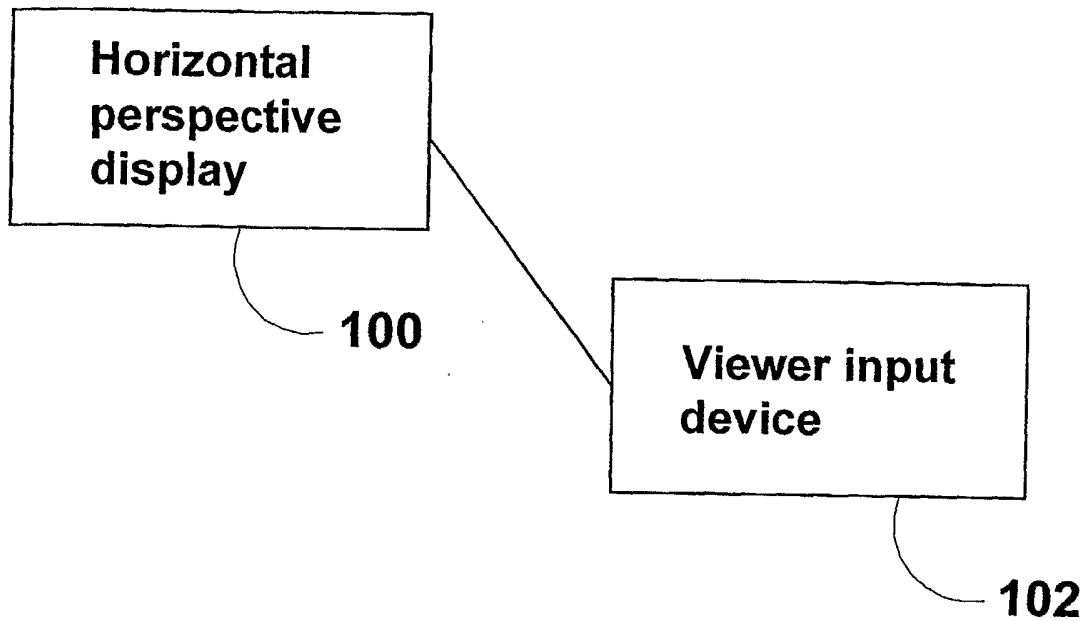 Horizontal
perspective
display
100
Viewer input
device
102